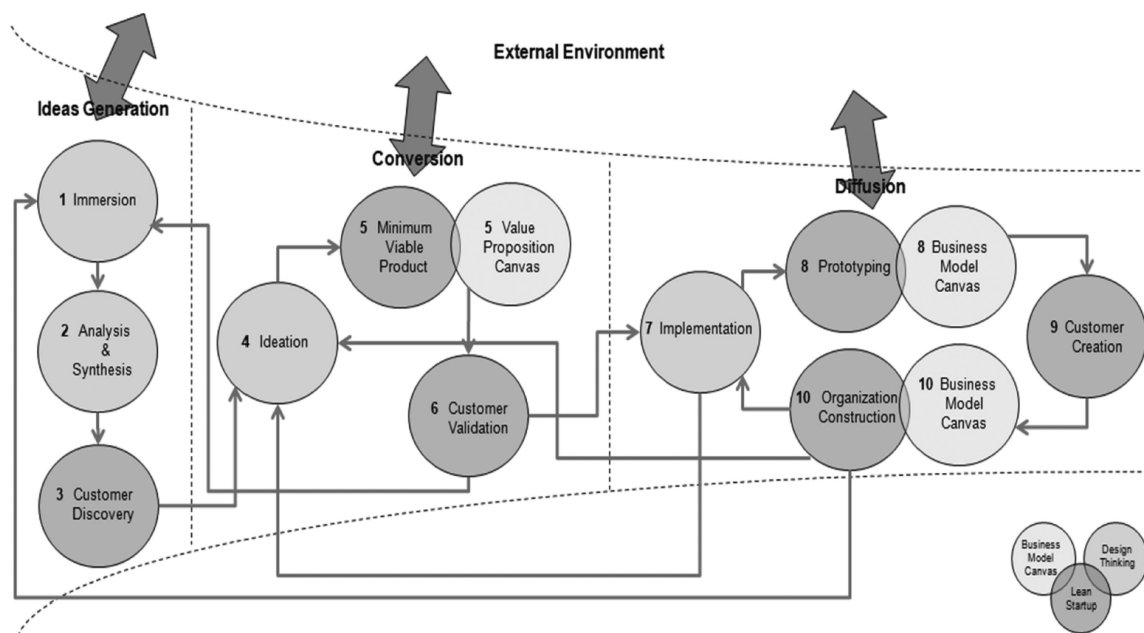 External Environment
Ideas Generation
Conversion
Diffusion
1 Immersion
2 Analysis
&
Synthesis
3 Customer
Discovery
4 Ideation
5 Minimum
Viable
Product
5 Value
Proposition
Canvas
6 Customer
Validation
7 Implementation
8 Prototyping
8 Business
Model
Canvas
9 Customer
Creation
10 Organization
Construction
10 Business
Model
Canvas
Business
Model
Canvas
Design
Thinking
Lean
Startup